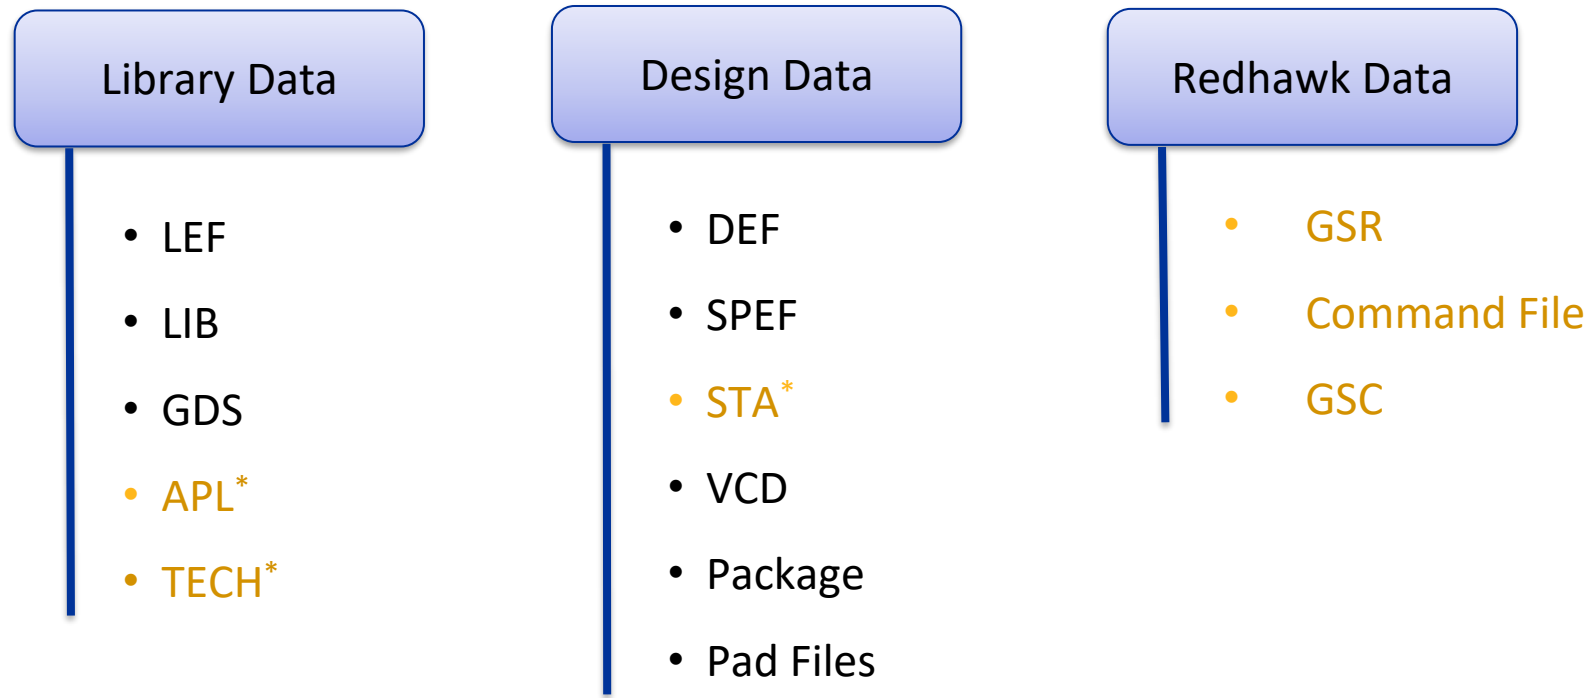 Library Data
• LEF
• LIB
• GDS
• APL*
• TECH*
Design Data
• DEF
• SPEF
• STA*
• VCD
• Package
• Pad Files
Redhawk Data
• GSR
• Command File
• GSC